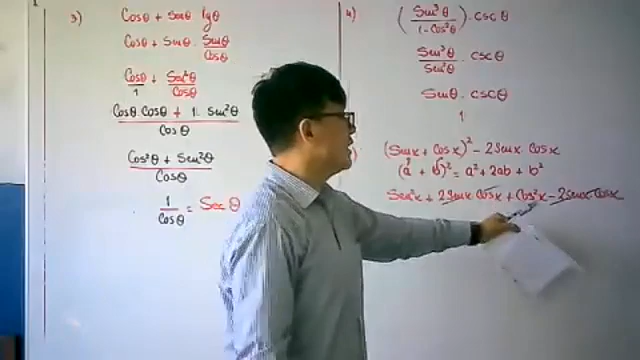 3) Cosθ + Senθ tgθ
Cosθ + Senθ . Senθ/Cosθ
Cosθ/1 + Sen²θ/Cosθ
Cosθ.Cosθ + 1. Sen²θ/Cosθ
Cos²θ + Sen²θ/Cosθ
1/Cosθ = Secθ
4) (Sen³θ/1-Cos²θ) . cscθ
Sen³θ/Sen²θ . cscθ
Senθ . cscθ
1
) (Senx + Cosx)² - 2Senx.Cosx
(a + b)² = a² + 2ab + b²
Sen²x + 2Senx.Cosx + Cos²x - 2Senx.Cosx